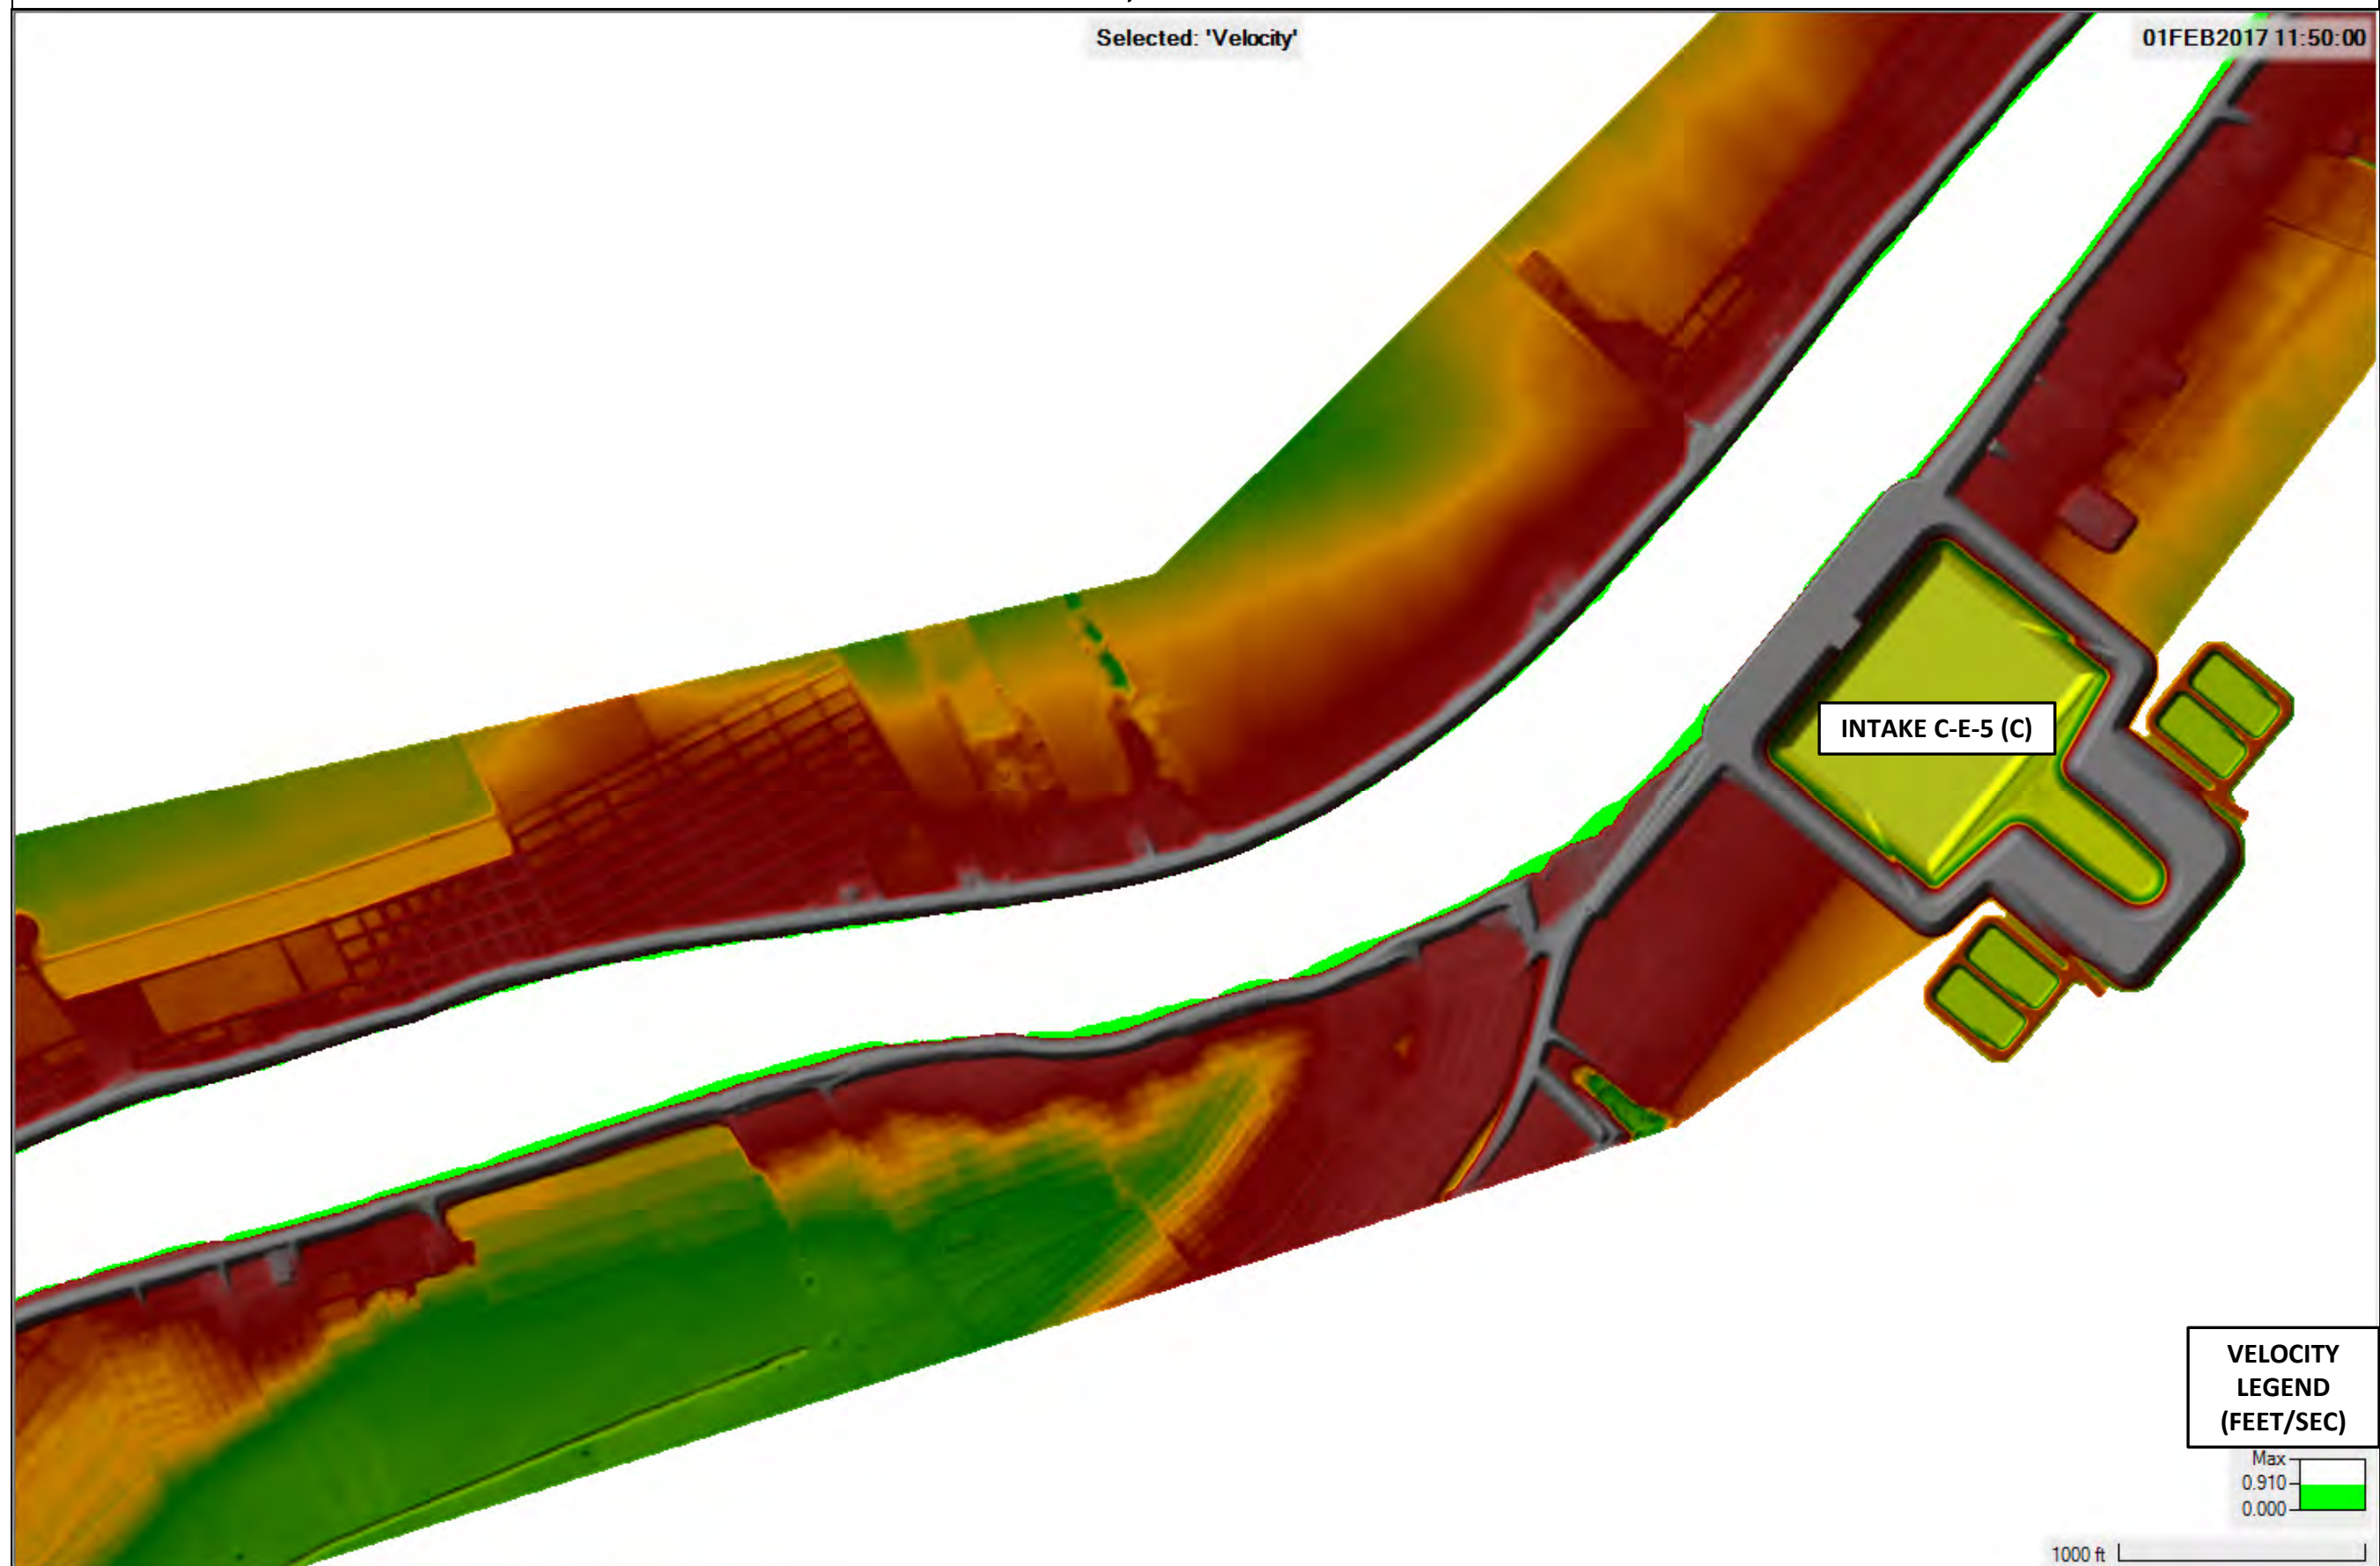 Selected: 'Velocity'
01FEB2017 11:50:00
INTAKE C-E-5 (C)
VELOCITY
LEGEND
(FEET/SEC)
Max
0.910
0.000
1000 ft